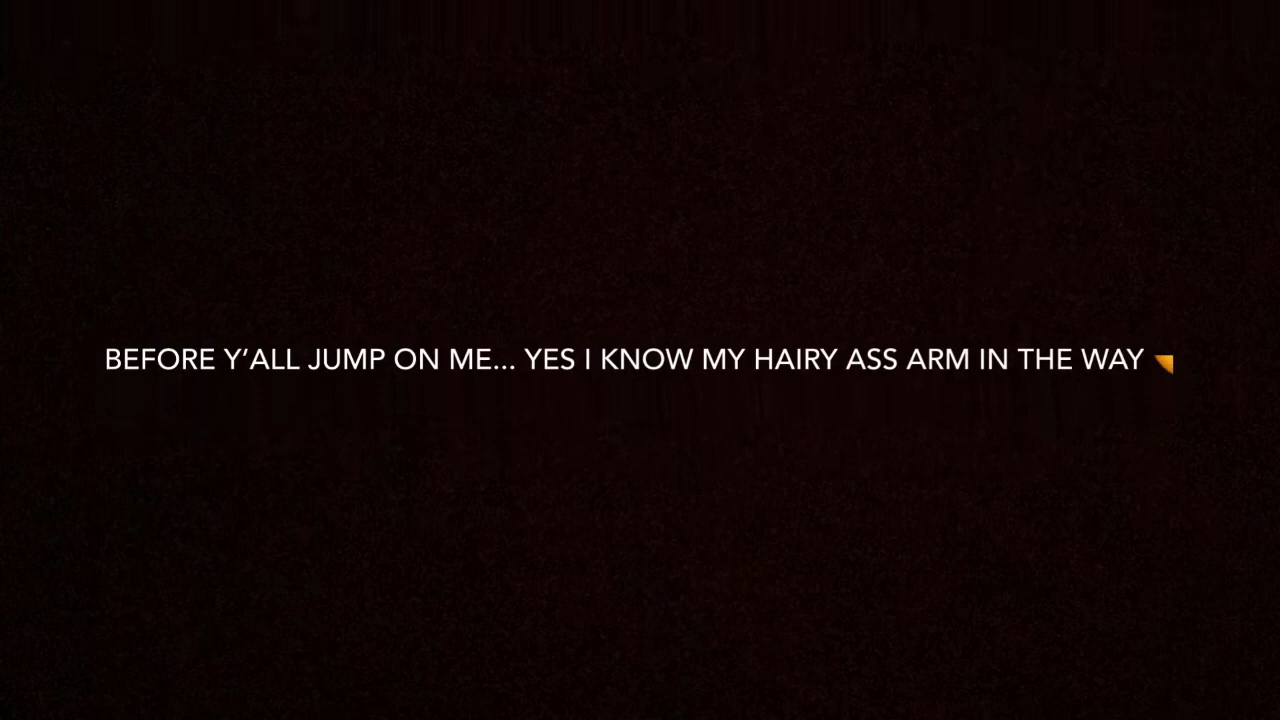 BEFORE Y’ALL JUMP ON ME... YES I KNOW MY HAIRY ASS ARM IN THE WAY